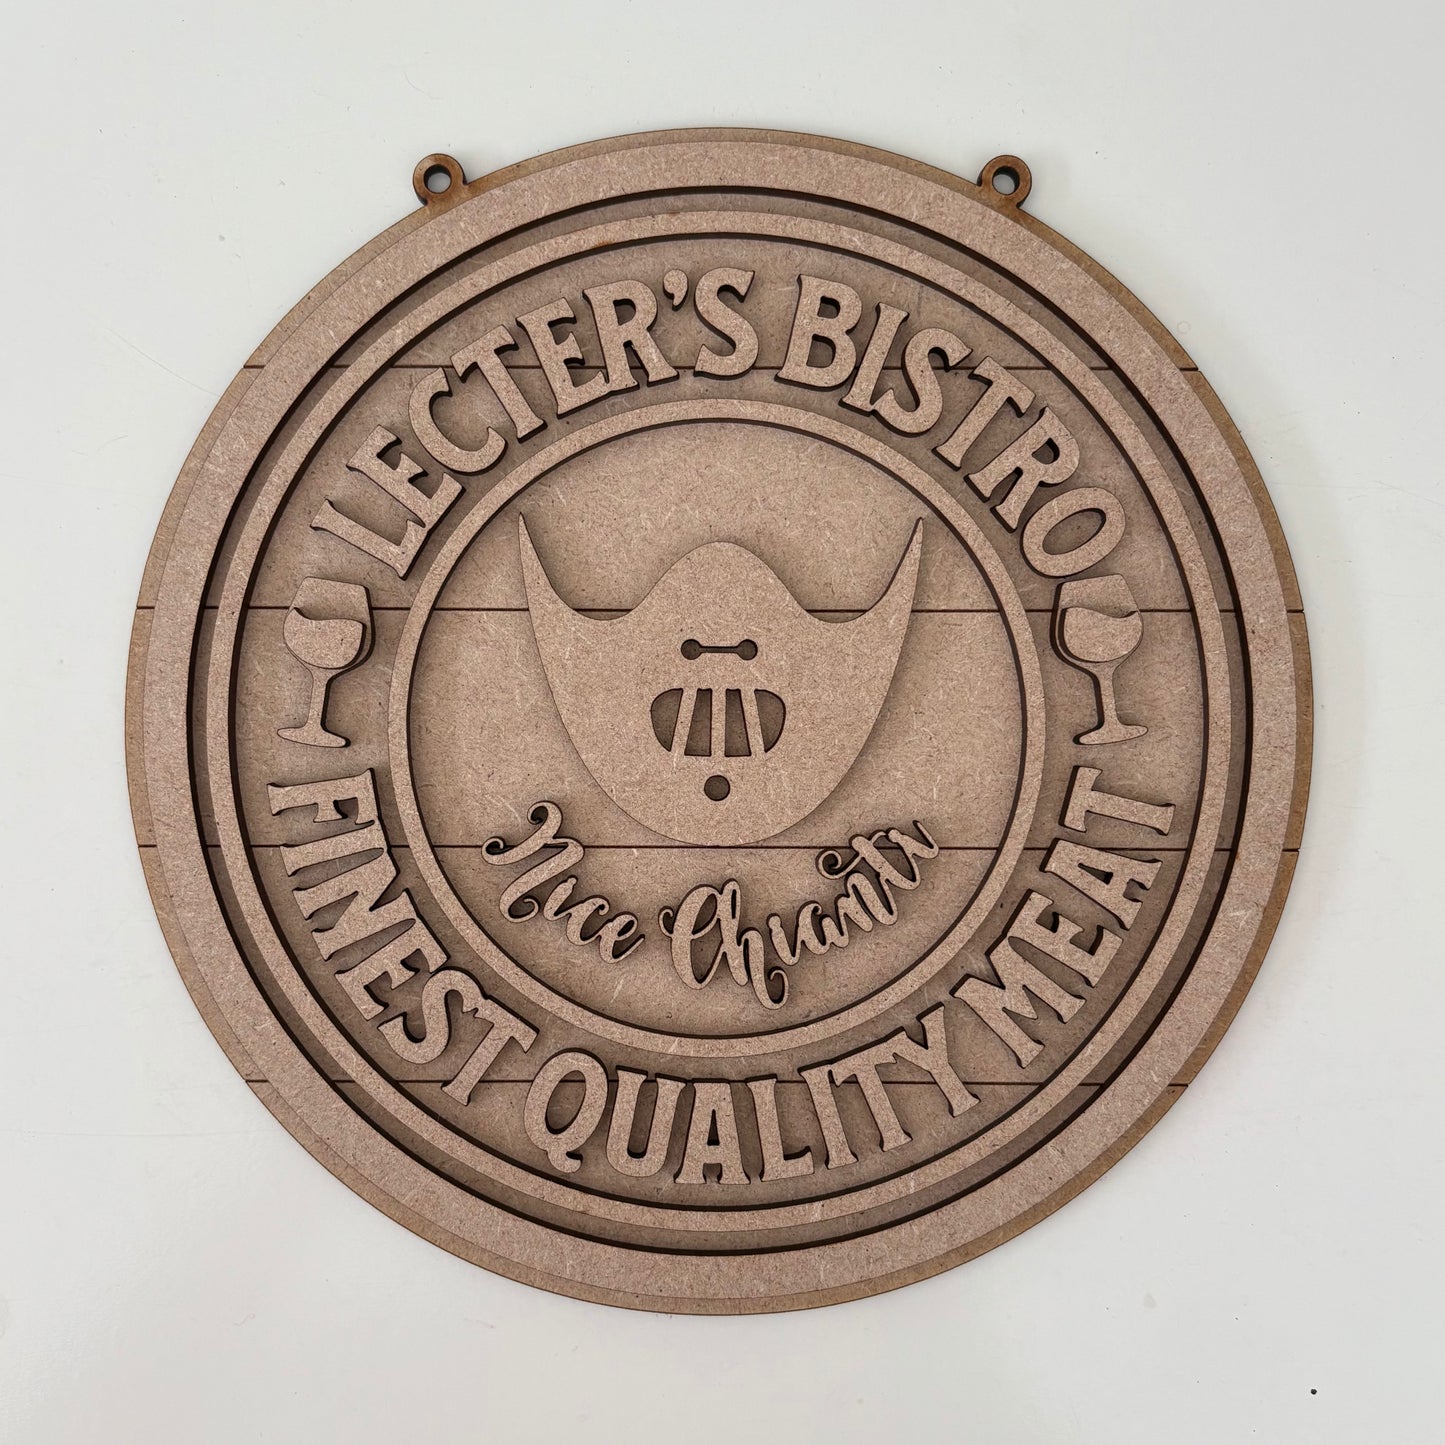 LECTER'S BISTRO
Nice Chianti
FINEST QUALITY MEAT